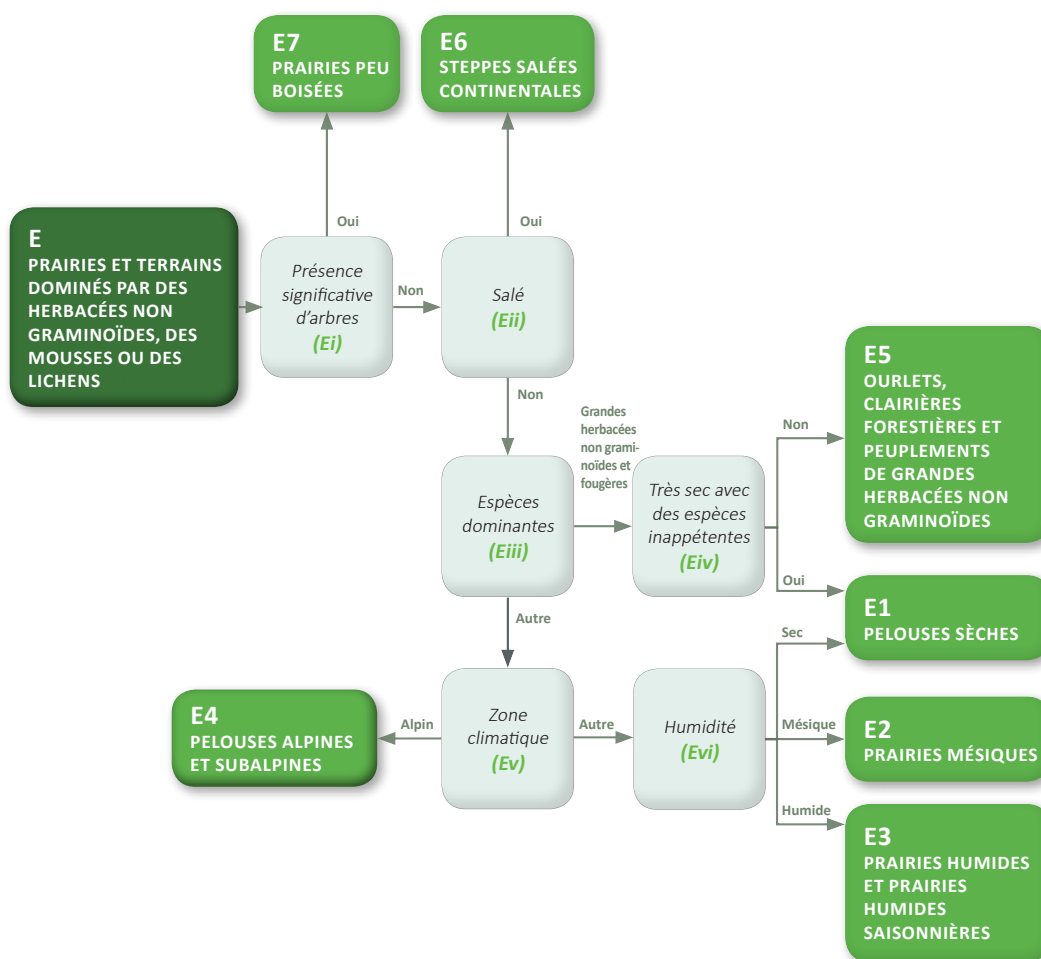 E7
PRAIRIES PEU
BOISÉES
E6
STEPPES SALÉES
CONTINENTALES
Oui
Oui
E
PRAIRIES ET TERRAINS
DOMINÉS PAR DES
HERBACÉES NON
GRAMINOÏDES, DES
MOUSSES OU DES
LICHENS
Présence
significative
d'arbres
(Ei)
Non
Salé
(Eii)
Non
Grandes
herbacées
non grami-
noïdes et
fougères
Espèces
dominantes
(Eiii)
Très sec avec
des espèces
inappétentes
(Eiv)
Non
E5
OURLETS,
CLAIRIÈRES
FORESTIÈRES ET
PEUPLEMENTS
DE GRANDES
HERBACÉES NON
GRAMINOÏDES
Oui
E1
PELOUSES SÈCHES
Autre
Sec
E4
PELOUSES ALPINES
ET SUBALPINES
Alpin
Zone
climatique
(Ev)
Autre
Humidité
(Evi)
Mésique
E2
PRAIRIES MÉSIQUES
Humide
E3
PRAIRIES HUMIDES
ET PRAIRIES
HUMIDES
SAISONNIÈRES